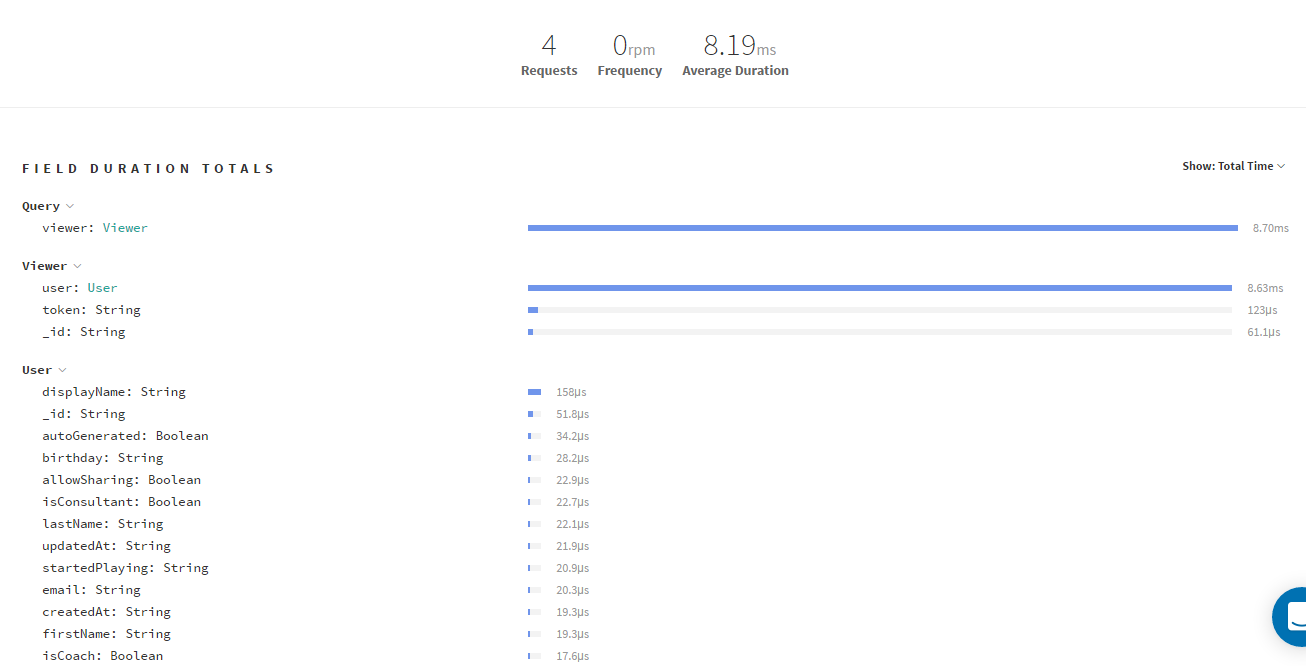 4 0rpm 8.19ms
Requests Frequency Average Duration
FIELD DURATION TOTALS Show: Total Time
Query
viewer: Viewer 8.70ms
Viewer
user: User 8.63ms
token: String 123µs
_id: String 61.1µs
User
displayName: String 158µs
_id: String 51.8µs
autoGenerated: Boolean 34.2µs
birthday: String 28.2µs
allowSharing: Boolean 22.9µs
isConsultant: Boolean 22.7µs
lastName: String 22.1µs
updatedAt: String 21.9µs
startedPlaying: String 20.9µs
email: String 20.3µs
createdAt: String 19.3µs
firstName: String 19.3µs
isCoach: Boolean 17.6µs